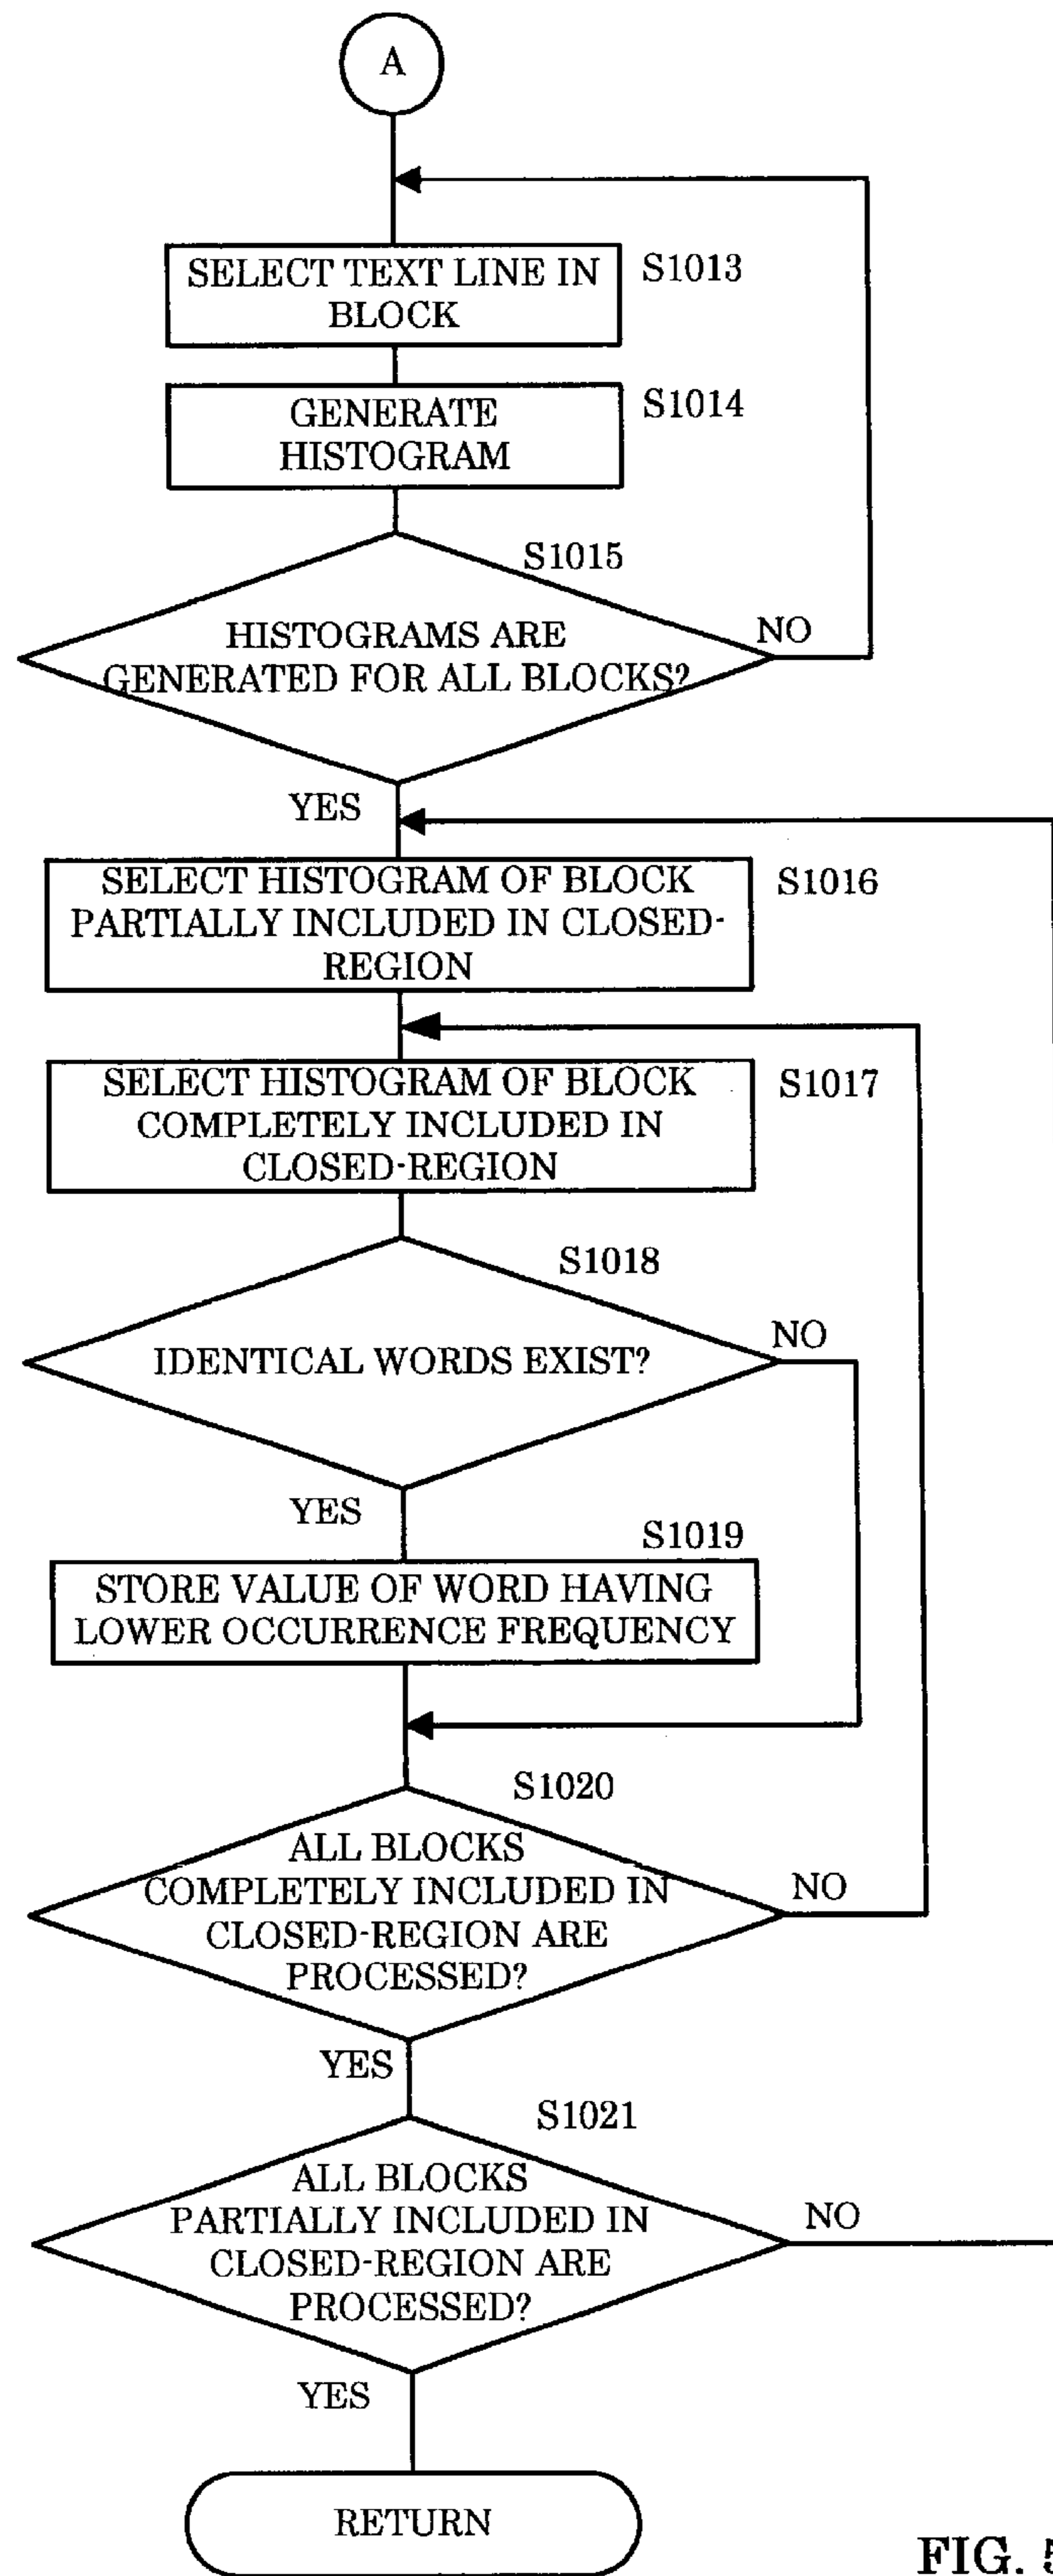 A
SELECT TEXT LINE IN
BLOCK
S1013
GENERATE
HISTOGRAM
S1014
S1015
HISTOGRAMS ARE
GENERATED FOR ALL BLOCKS?
NO
YES
SELECT HISTOGRAM OF BLOCK
PARTIALLY INCLUDED IN CLOSED-
REGION
S1016
SELECT HISTOGRAM OF BLOCK
COMPLETELY INCLUDED IN
CLOSED-REGION
S1017
S1018
IDENTICAL WORDS EXIST?
NO
YES
S1019
STORE VALUE OF WORD HAVING
LOWER OCCURRENCE FREQUENCY
S1020
ALL BLOCKS
COMPLETELY INCLUDED IN
CLOSED-REGION ARE
PROCESSED?
NO
YES
S1021
ALL BLOCKS
PARTIALLY INCLUDED IN
CLOSED-REGION ARE
PROCESSED?
NO
YES
RETURN
FIG. 5